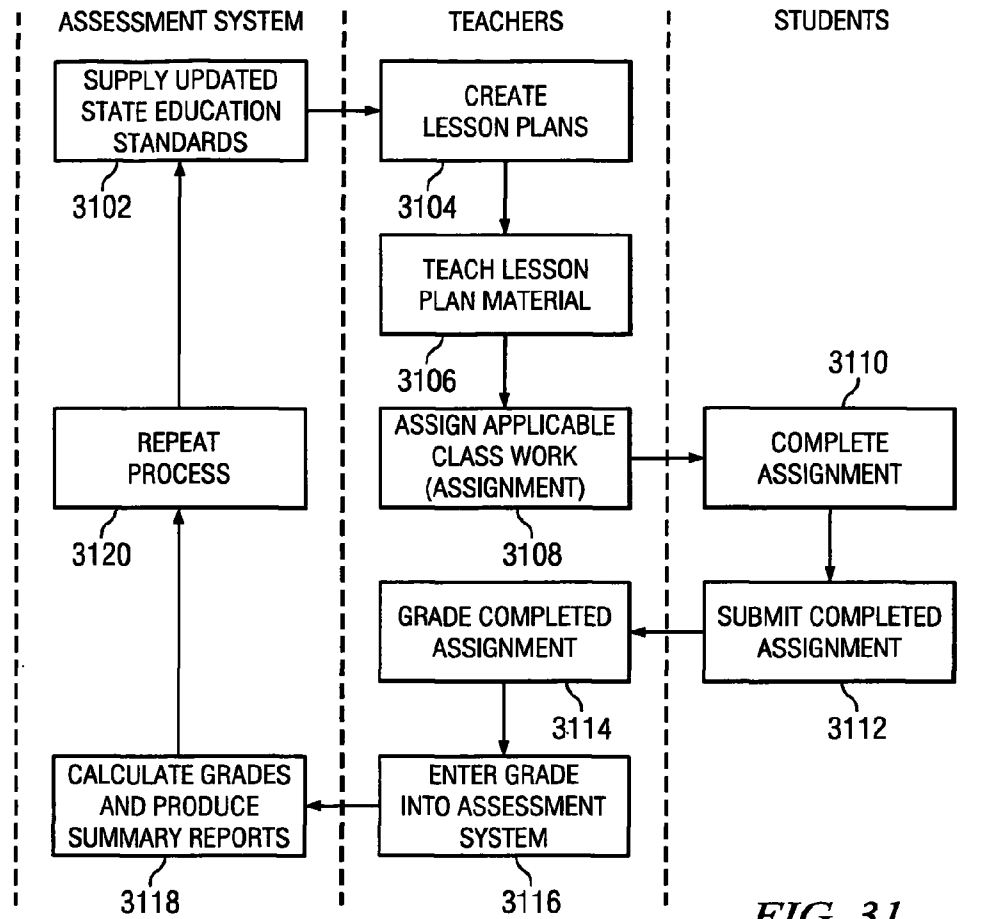 ASSESSMENT SYSTEM
TEACHERS
STUDENTS
SUPPLY UPDATED
STATE EDUCATION
STANDARDS
3102
CREATE
LESSON PLANS
3104
TEACH LESSON
PLAN MATERIAL
3106
ASSIGN APPLICABLE
CLASS WORK
(ASSIGNMENT)
3108
3110
COMPLETE
ASSIGNMENT
REPEAT
PROCESS
3120
SUBMIT COMPLETED
ASSIGNMENT
3112
GRADE COMPLETED
ASSIGNMENT
3114
ENTER GRADE
INTO ASSESSMENT
SYSTEM
3116
CALCULATE GRADES
AND PRODUCE
SUMMARY REPORTS
3118
FIG. 31